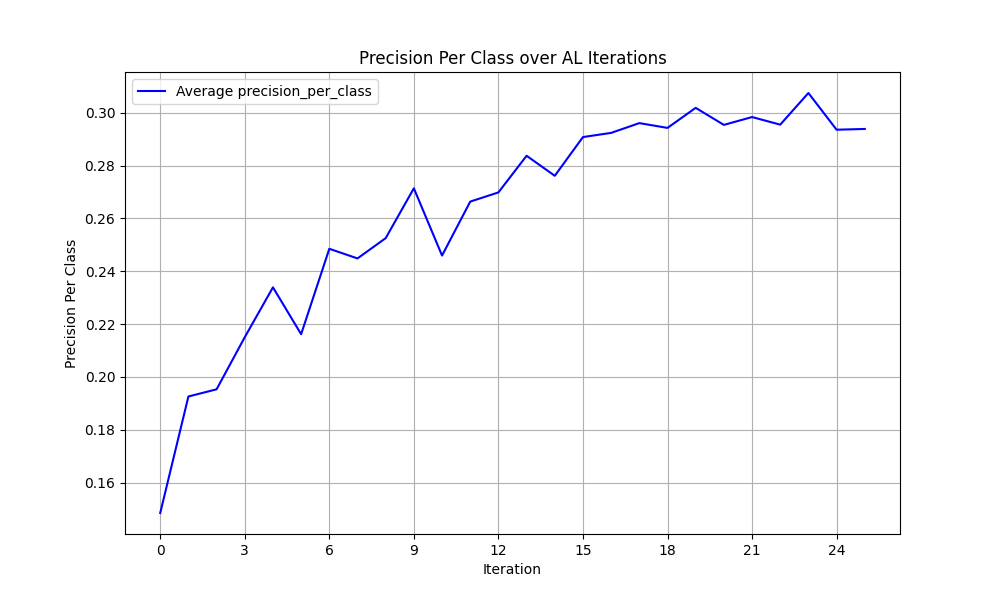 Precision Per Class over AL Iterations
Average precision_per_class
Precision Per Class
0.30
0.28
0.26
0.24
0.22
0.20
0.18
0.16
0 3 6 9 12 15 18 21 24
Iteration